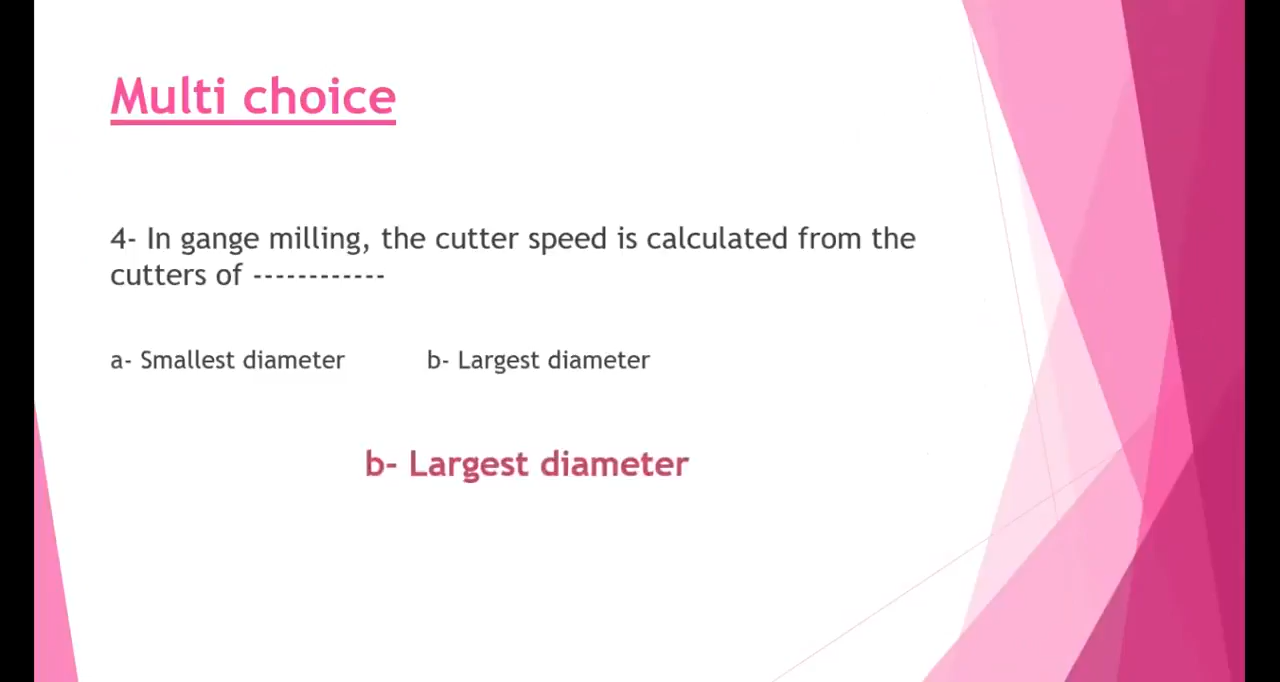 Multi choice
4- In gange milling, the cutter speed is calculated from the
cutters of ------------
a- Smallest diameter b- Largest diameter
b- Largest diameter